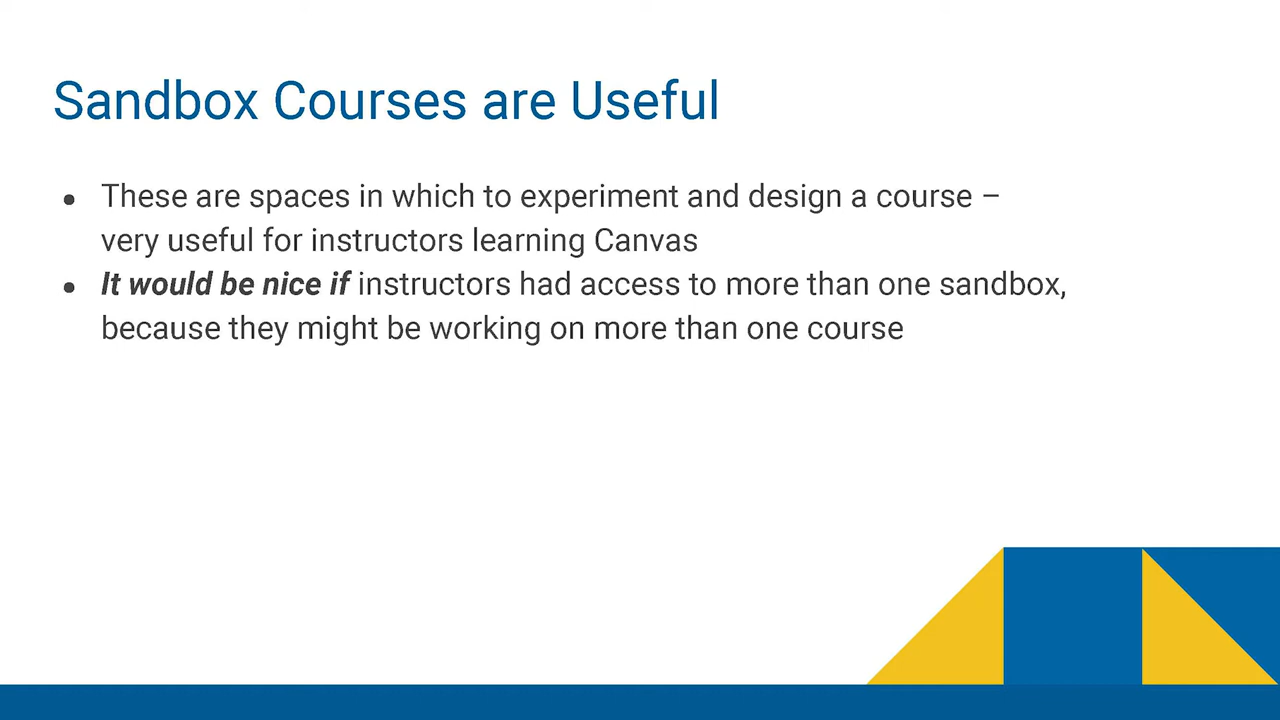 Sandbox Courses are Useful
● These are spaces in which to experiment and design a course –
very useful for instructors learning Canvas
● It would be nice if instructors had access to more than one sandbox,
because they might be working on more than one course